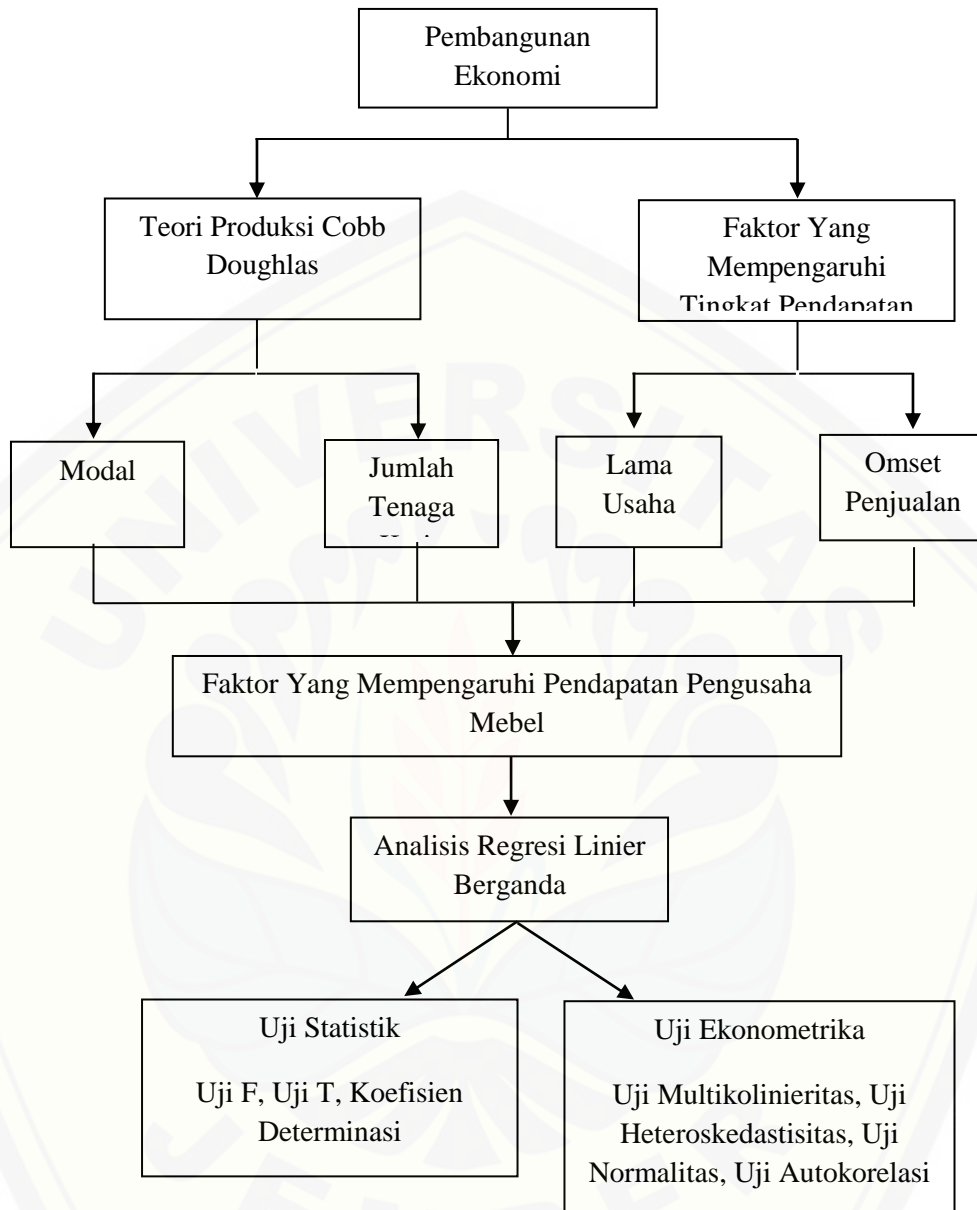 Pembangunan
Ekonomi
Teori Produksi Cobb
Doughlas
Faktor Yang
Mempengaruhi
Tingkat Pendapatan
Modal
Jumlah
Tenaga
Lama
Usaha
Omset
Penjualan
Faktor Yang Mempengaruhi Pendapatan Pengusaha
Mebel
Analisis Regresi Linier
Berganda
Uji Statistik
Uji F, Uji T, Koefisien
Determinasi
Uji Ekonometrika
Uji Multikolinieritas, Uji
Heteroskedastisitas, Uji
Normalitas, Uji Autokorelasi
UNIVERSITAS